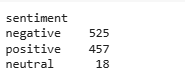 sentiment
negative    525
positive    457
neutral      18